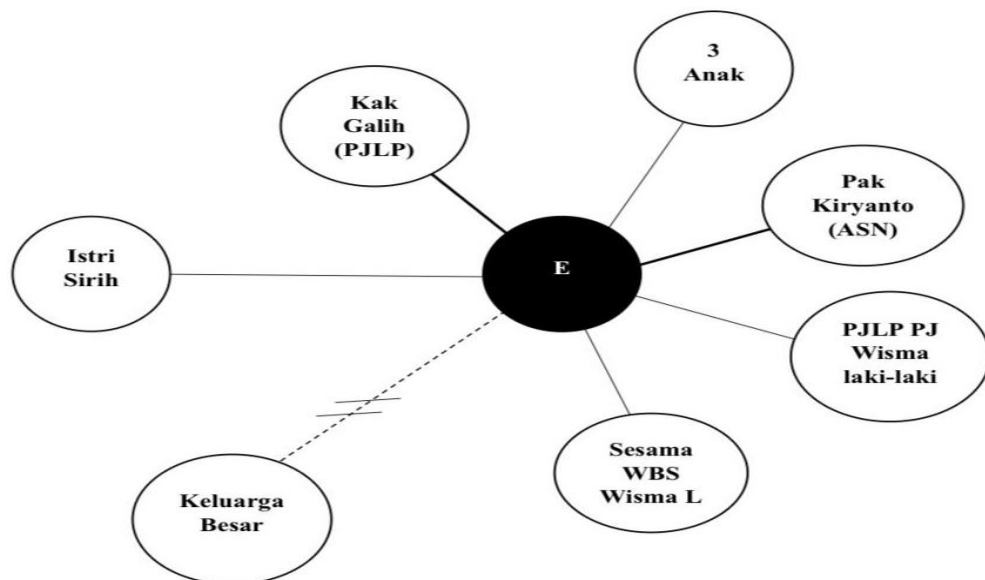 3
Anak
Kak
Galih
(PJLP)
Pak
Kiryanto
(ASN)
Istri
Sirih
E
PJLP PJ
Wisma
laki-laki
Sesama
WBS
Wisma L
Keluarga
Besar